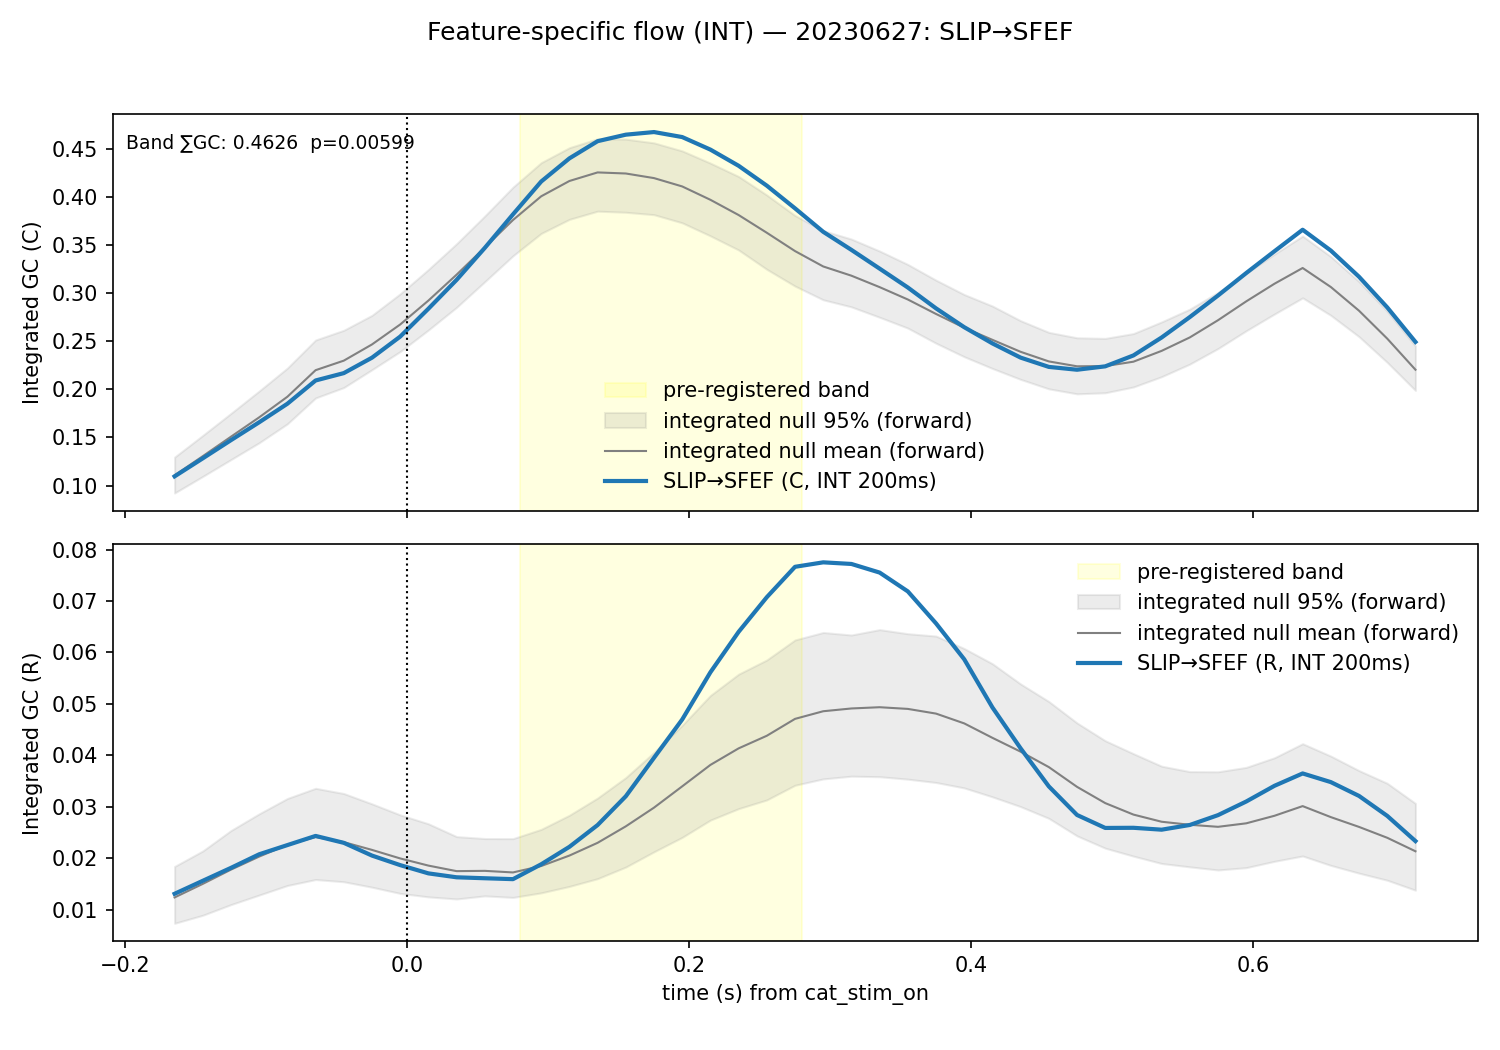 Feature-specific flow (INT) — 20230627: SLIP→SFEF
Band ∑GC: 0.4626 p=0.00599
Integrated GC (C)
0.45
0.40
0.35
0.30
0.25
0.20
0.15
0.10
pre-registered band
integrated null 95% (forward)
integrated null mean (forward)
SLIP→SFEF (C, INT 200ms)
Integrated GC (R)
0.08
0.07
0.06
0.05
0.04
0.03
0.02
0.01
pre-registered band
integrated null 95% (forward)
integrated null mean (forward)
SLIP→SFEF (R, INT 200ms)
−0.2 0.0 0.2 0.4 0.6
time (s) from cat_stim_on